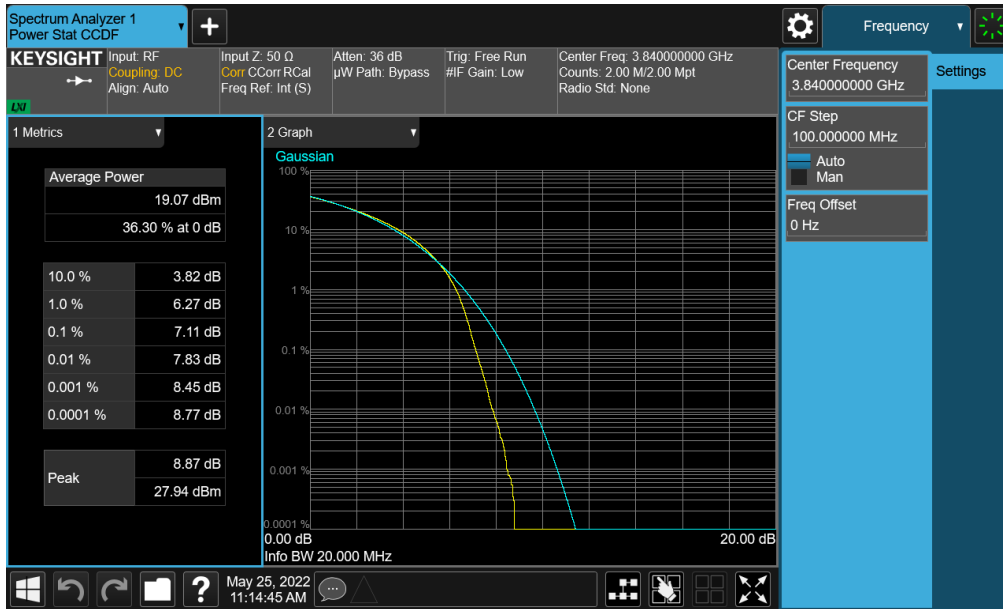 Spectrum Analyzer 1
Power Stat CCDF
+
Frequency
KEYSIGHT
LXI
Input: RF
Coupling: DC
Align: Auto
Input Z: 50 Ω
Corr CCorr RCal
Freq Ref: Int (S)
Atten: 36 dB
µW Path: Bypass
Trig: Free Run
#IF Gain: Low
Center Freq: 3.840000000 GHz
Counts: 2.00 M/2.00 Mpt
Radio Std: None
Center Frequency
3.840000000 GHz
Settings
CF Step
100.000000 MHz
Auto
Man
Freq Offset
0 Hz
1 Metrics
Average Power
19.07 dBm
36.30 % at 0 dB
10.0 % 3.82 dB
1.0 % 6.27 dB
0.1 % 7.11 dB
0.01 % 7.83 dB
0.001 % 8.45 dB
0.0001 % 8.77 dB
Peak
8.87 dB
27.94 dBm
2 Graph
Gaussian
100 %
10 %
1 %
0.1 %
0.01 %
0.001 %
0.0001 %
0.00 dB 20.00 dB
Info BW 20.000 MHz
?
May 25, 2022
11:14:45 AM